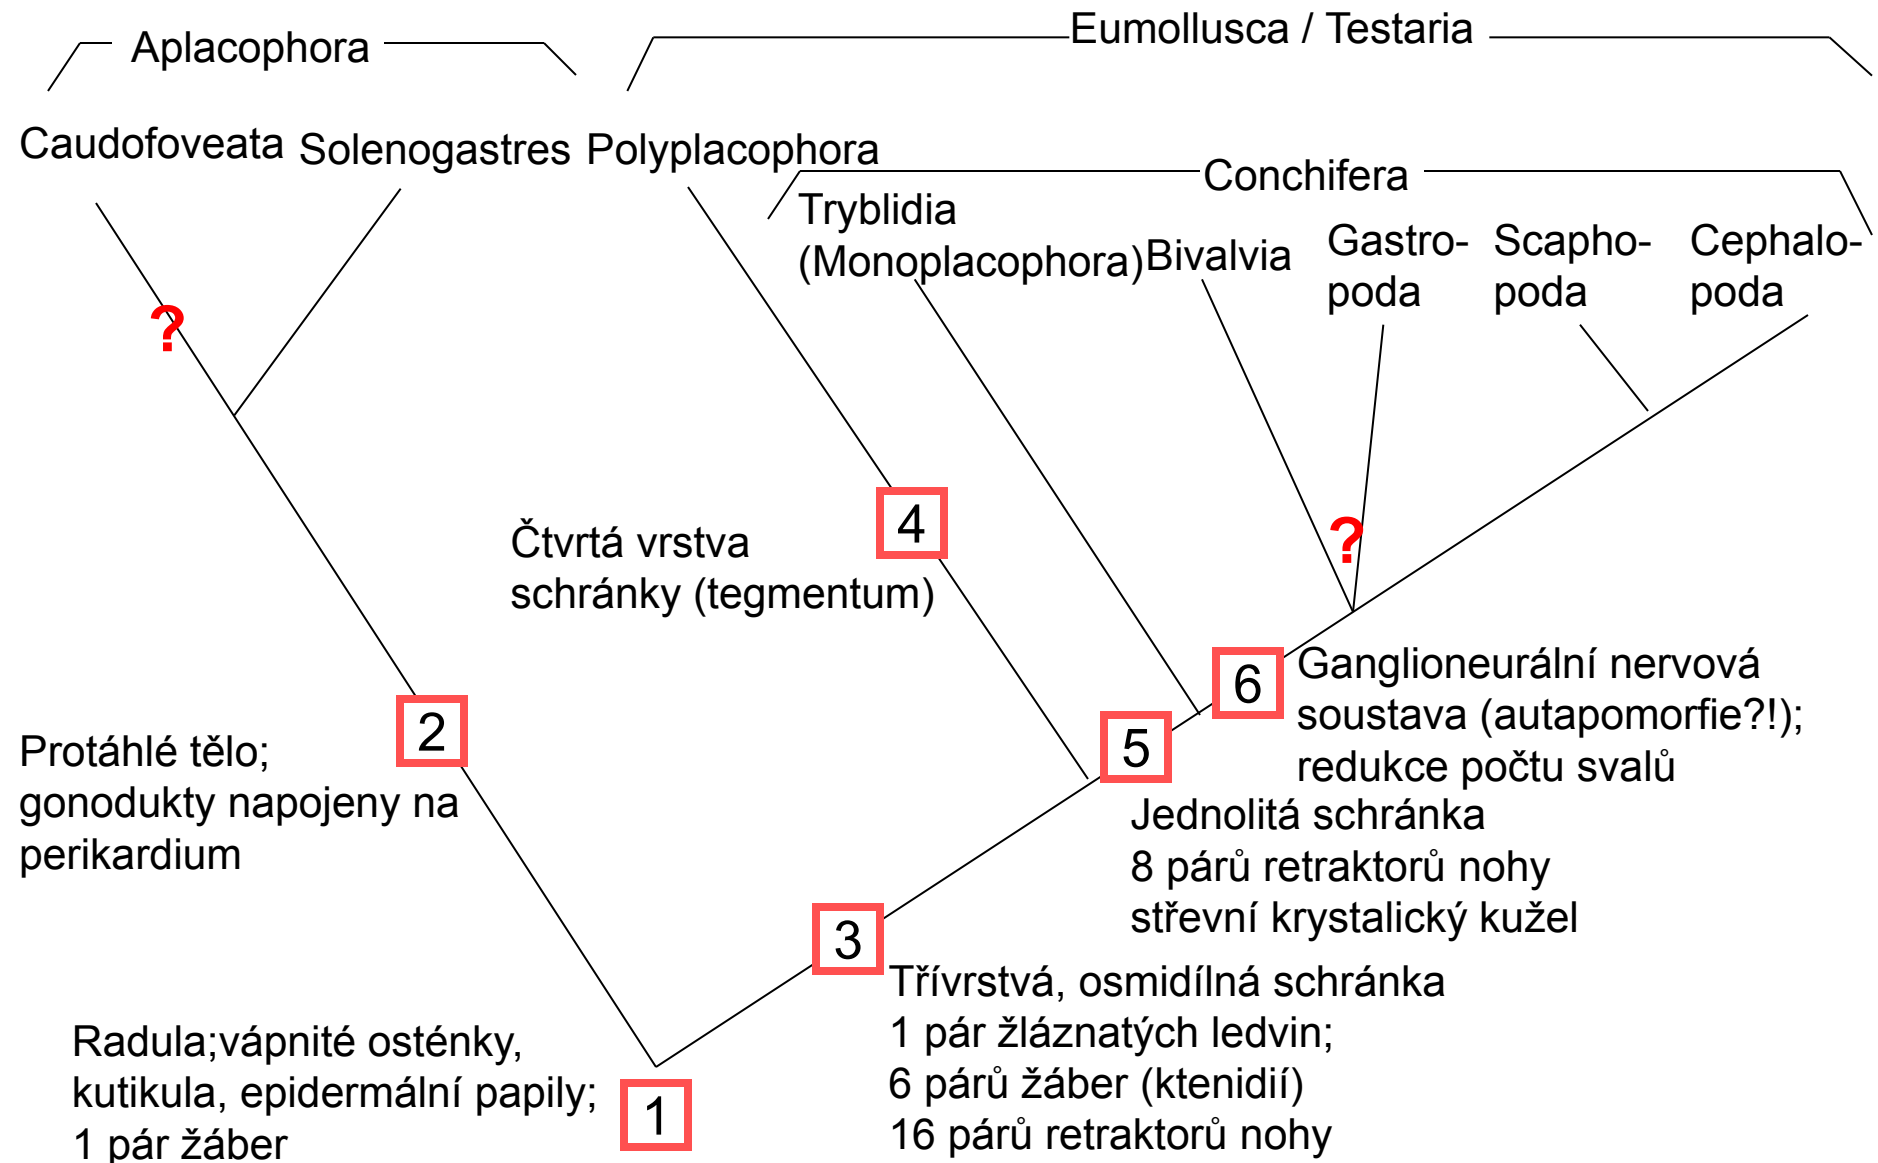 Aplacophora
Eumollusca / Testaria
Caudofoveata
Solenogastres
Polyplacophora
Conchifera
Tryblidia
(Monoplacophora)
Bivalvia
Gastro-
poda
Scapho-
poda
Cephalo-
poda
?
?
4
Čtvrtá vrstva
schránky (tegmentum)
6
Ganglioneurální nervová
soustava (autapomorfie?!);
redukce počtu svalů
2
Protáhlé tělo;
gonodukty napojeny na
perikardium
5
Jednolitá schránka
8 párů retraktorů nohy
střevní krystalický kužel
3
Třívrstvá, osmidílná schránka
1 pár žláznatých ledvin;
6 párů žáber (ktenidií)
16 párů retraktorů nohy
Radula;vápnité osténky,
kutikula, epidermální papily;
1 pár žáber
1